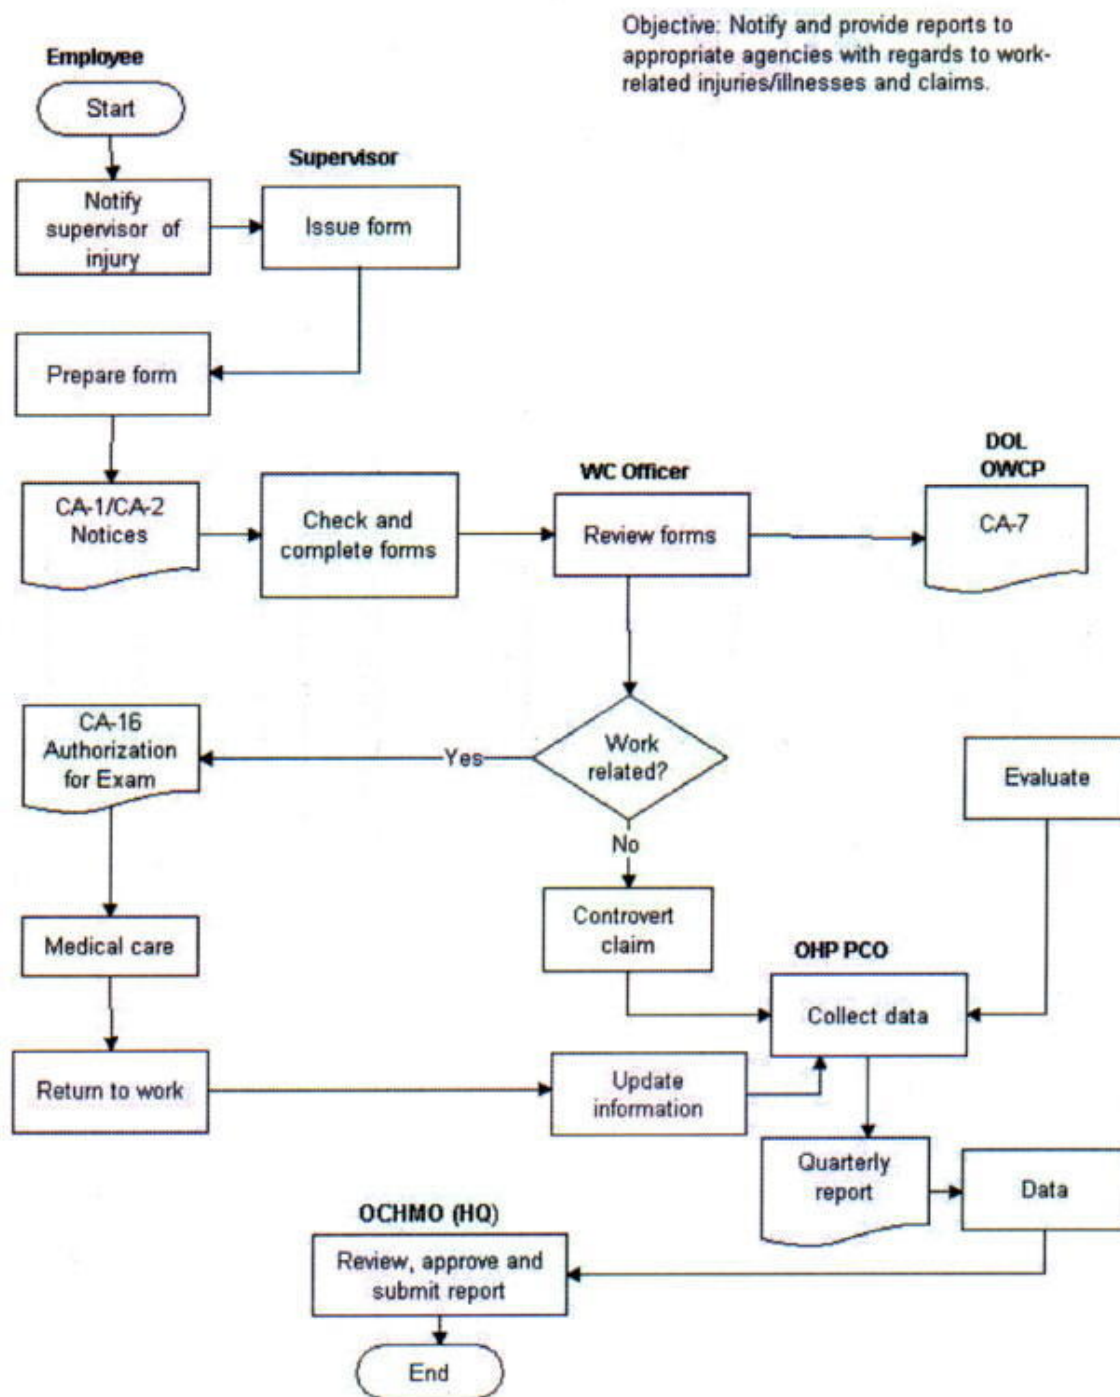 Objective: Notify and provide reports to
appropriate agencies with regards to work-
related injuries/illnesses and claims.
Employee
Start
Supervisor
Notify
supervisor of
injury
Issue form
Prepare form
DOL
OWCP
WC Officer
CA-1/CA-2
Notices
Check and
complete forms
Review forms
CA-7
CA-16
Authorization
for Exam
Yes
Work
related?
Evaluate
No
Controvert
claim
Medical care
OHP PCO
Collect data
Return to work
Update
information
Quarterly
report
Data
OCHMO (HQ)
Review, approve and
submit report
End